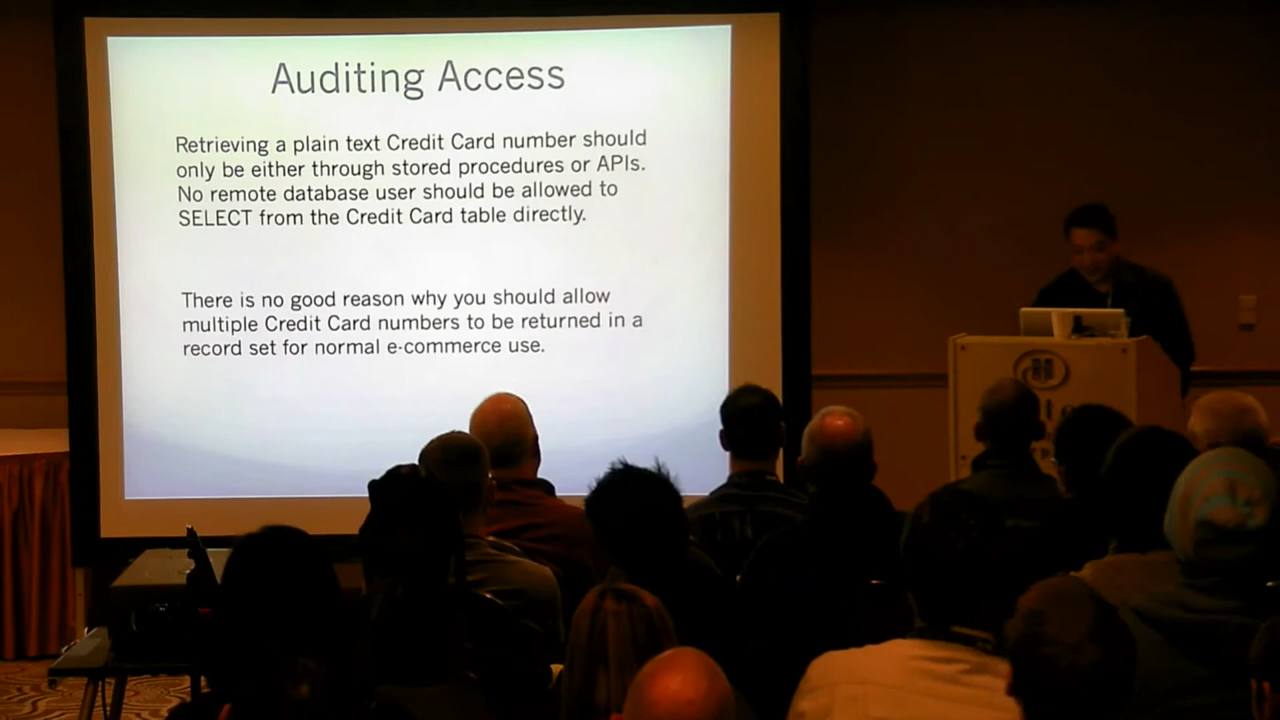 Auditing Access
Retrieving a plain text Credit Card number should
only be either through stored procedures or APIs.
No remote database user should be allowed to
SELECT from the Credit Card table directly.
There is no good reason why you should allow
multiple Credit Card numbers to be returned in a
record set for normal e-commerce use.